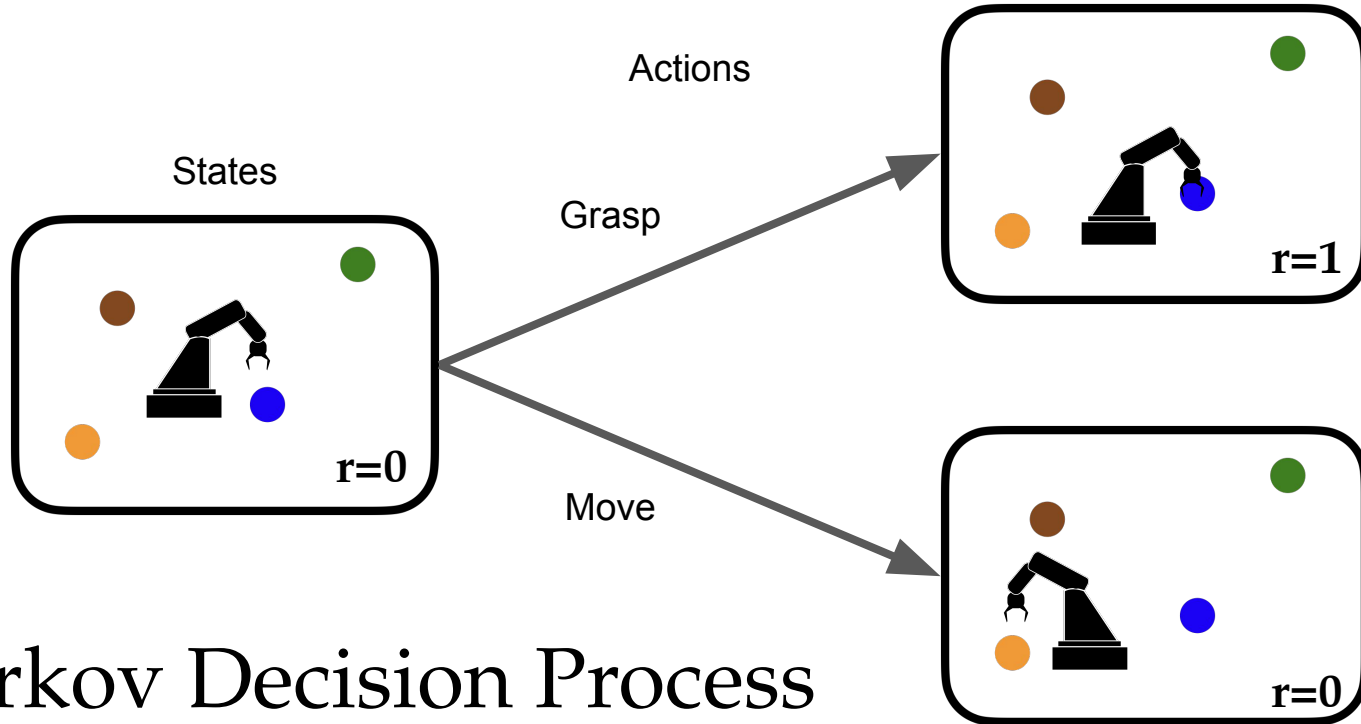 Actions
States
Grasp
r=1
r=0
Move
rkov Decision Process
r=0